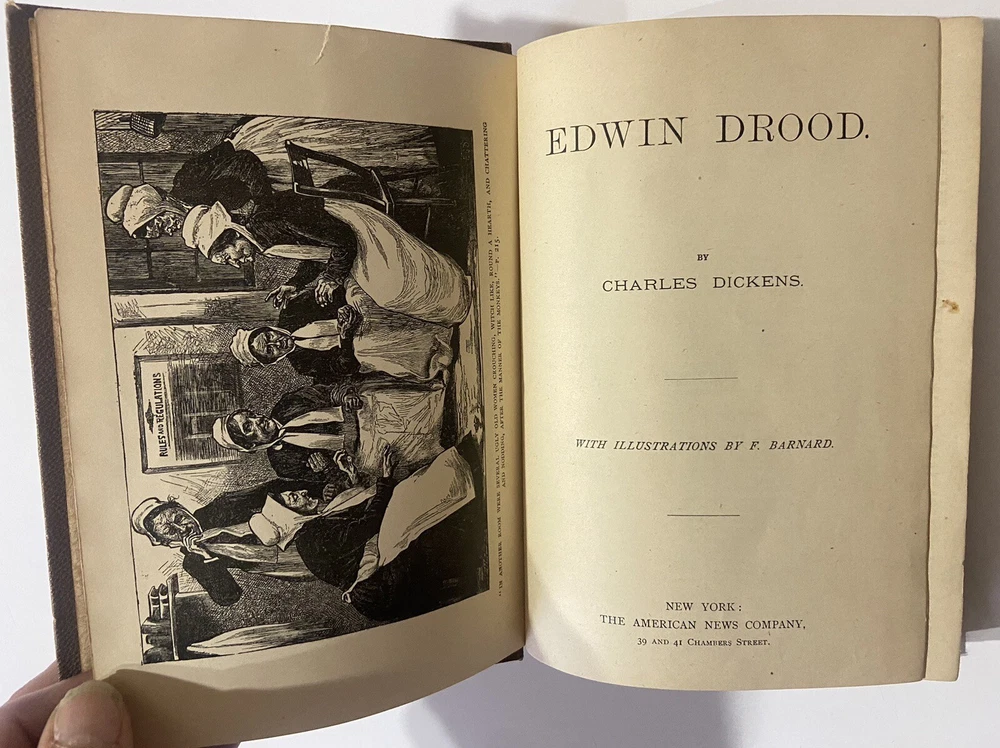 RULES AND REGULATIONS
"IN ANOTHER ROOM WERE SEVERAL UGLY OLD WOMEN CROUCHING, WITCH LIKE, ROUND A HEARTH, AND CHATTERING
AND NODDING, AFTER THE MANNER OF THE MONKEYS."—P. 215.
EDWIN DROOD.
BY
CHARLES DICKENS.
WITH ILLUSTRATIONS BY F. BARNARD.
NEW YORK:
THE AMERICAN NEWS COMPANY,
39 AND 41 CHAMBERS STREET.